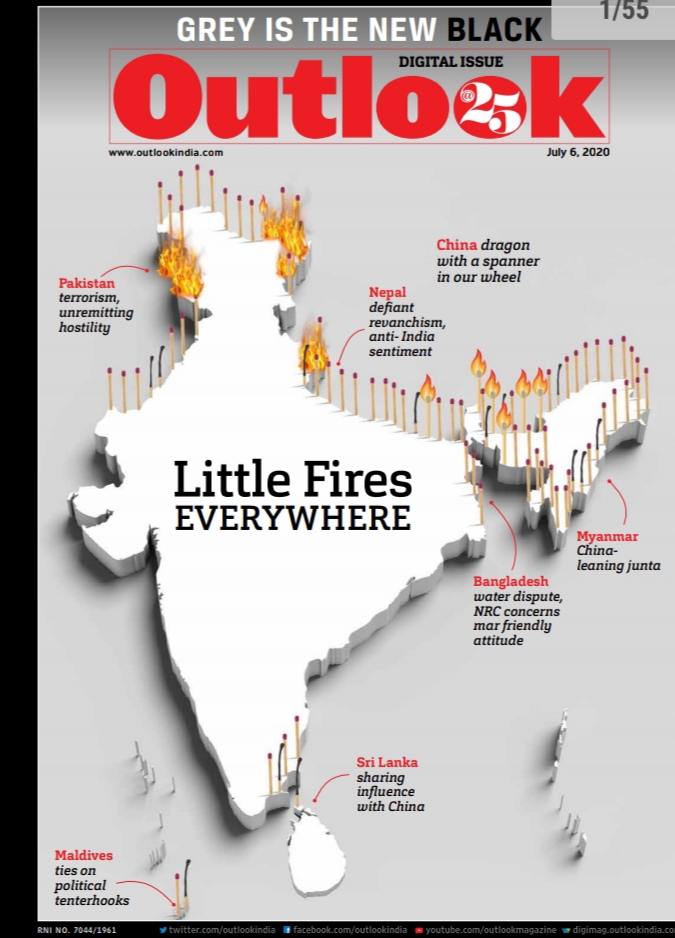 1/55
GREY IS THE NEW BLACK
DIGITAL ISSUE
Outlook
@25
www.outlookindia.com
July 6, 2020
China dragon
with a spanner
in our wheel
Pakistan
terrorism,
unremitting
hostility
Nepal
defiant
revanchism,
anti-India
sentiment
Little Fires
EVERYWHERE
Myanmar
China-
leaning junta
Bangladesh
water dispute,
NRC concerns
mar friendly
attitude
Sri Lanka
sharing
influence
with China
Maldives
ties on
political
tenterhooks
RNI NO. 7044/1961
twitter.com/outlookindia facebook.com/outlookindia youtube.com/outlookmagazine digimag.outlookindia.co